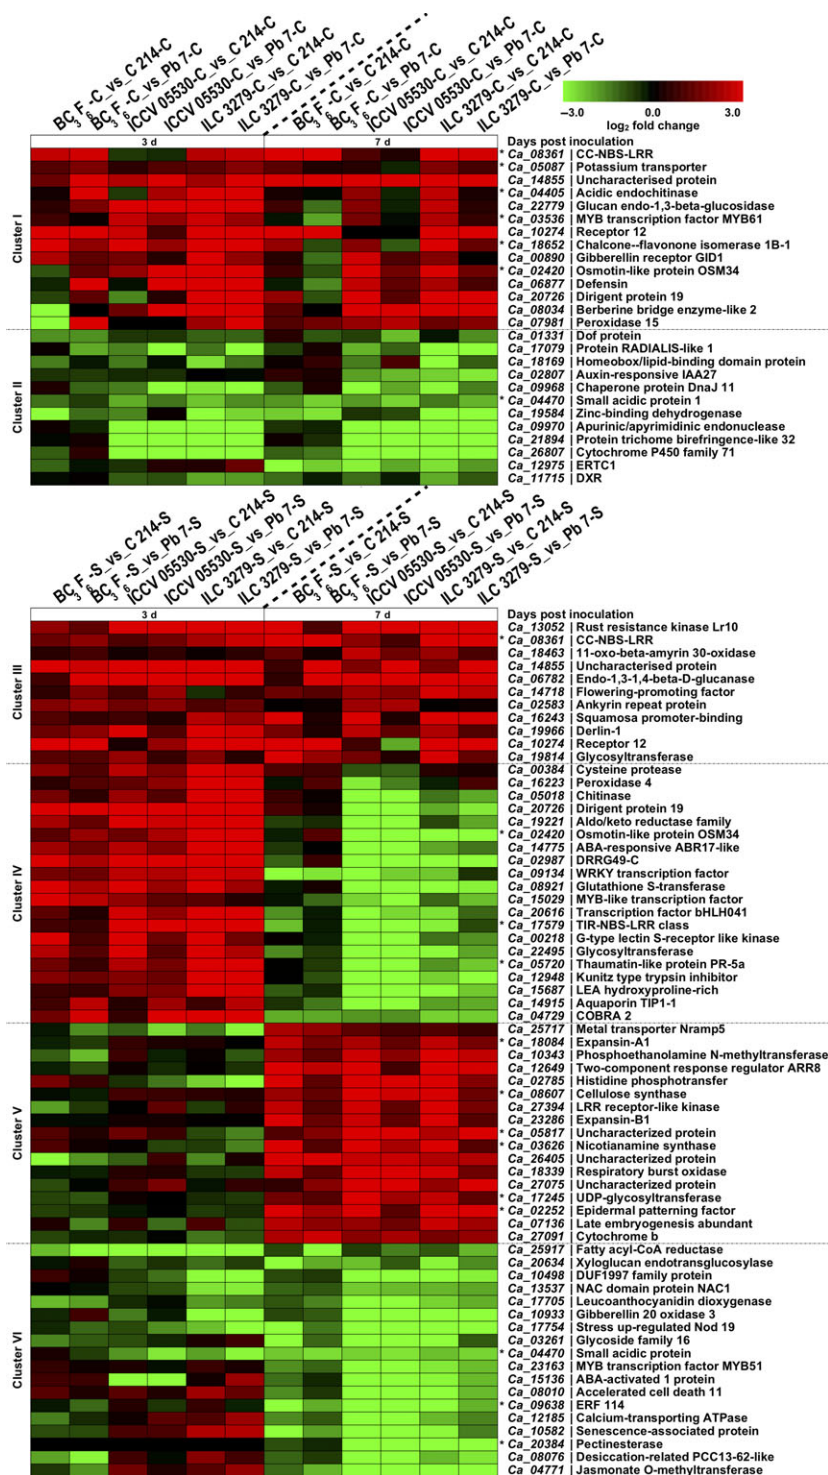 BC3F6-C_vs_C 214-C
BC3F6-C_vs_Pb 7-C
ICCV 05530-C_vs_C 214-C
ICCV 05530-C_vs_Pb 7-C
ILC 3279-C_vs_C 214-C
ILC 3279-C_vs_Pb 7-C
BC3F6-C_vs_C 214-C
BC3F6-C_vs_Pb 7-C
ICCV 05530-C_vs_C 214-C
ICCV 05530-C_vs_Pb 7-C
ILC 3279-C_vs_C 214-C
ILC 3279-C_vs_Pb 7-C
–3.0 0.0 3.0
log2 fold change
3 d 7 d Days post inoculation
Cluster I
* Ca_08361 | CC-NBS-LRR
* Ca_05087 | Potassium transporter
Ca_14855 | Uncharacterised protein
* Ca_04405 | Acidic endochitinase
Ca_22779 | Glucan endo-1,3-beta-glucosidase
* Ca_03536 | MYB transcription factor MYB61
Ca_10274 | Receptor 12
* Ca_18652 | Chalcone--flavonone isomerase 1B-1
Ca_00890 | Gibberellin receptor GID1
* Ca_02420 | Osmotin-like protein OSM34
Ca_06877 | Defensin
Ca_20726 | Dirigent protein 19
Ca_08034 | Berberine bridge enzyme-like 2
Ca_07981 | Peroxidase 15
Cluster II
Ca_01331 | Dof protein
Ca_17079 | Protein RADIALIS-like 1
Ca_18169 | Homeobox/lipid-binding domain protein
Ca_02807 | Auxin-responsive IAA27
Ca_09968 | Chaperone protein DnaJ 11
* Ca_04470 | Small acidic protein 1
Ca_19584 | Zinc-binding dehydrogenase
Ca_09970 | Apurinic/apyrimidinic endonuclease
Ca_21894 | Protein trichome birefringence-like 32
Ca_26807 | Cytochrome P450 family 71
Ca_12975 | ERTC1
Ca_11715 | DXR
BC3F6-S_vs_C 214-S
BC3F6-S_vs_Pb 7-S
ICCV 05530-S_vs_C 214-S
ICCV 05530-S_vs_Pb 7-S
ILC 3279-S_vs_C 214-S
ILC 3279-S_vs_Pb 7-S
BC3F6-S_vs_C 214-S
BC3F6-S_vs_Pb 7-S
ICCV 05530-S_vs_C 214-S
ICCV 05530-S_vs_Pb 7-S
ILC 3279-S_vs_C 214-S
ILC 3279-S_vs_Pb 7-S
3 d 7 d Days post inoculation
Cluster III
Ca_13052 | Rust resistance kinase Lr10
* Ca_08361 | CC-NBS-LRR
Ca_18463 | 11-oxo-beta-amyrin 30-oxidase
Ca_14855 | Uncharacterised protein
Ca_06782 | Endo-1,3-1,4-beta-D-glucanase
Ca_14718 | Flowering-promoting factor
Ca_02583 | Ankyrin repeat protein
Ca_16243 | Squamosa promoter-binding
Ca_19966 | Derlin-1
Ca_10274 | Receptor 12
Ca_19814 | Glycosyltransferase
Cluster IV
Ca_00384 | Cysteine protease
Ca_16223 | Peroxidase 4
Ca_05018 | Chitinase
Ca_20726 | Dirigent protein 19
Ca_19221 | Aldo/keto reductase family
* Ca_02420 | Osmotin-like protein OSM34
Ca_14775 | ABA-responsive ABR17-like
Ca_02987 | DRRG49-C
Ca_09134 | WRKY transcription factor
Ca_08921 | Glutathione S-transferase
Ca_15029 | MYB-like transcription factor
Ca_20616 | Transcription factor bHLH041
* Ca_17579 | TIR-NBS-LRR class
Ca_00218 | G-type lectin S-receptor like kinase
Ca_22495 | Glycosyltransferase
* Ca_05720 | Thaumatin-like protein PR-5a
Ca_12948 | Kunitz type trypsin inhibitor
Ca_15687 | LEA hydroxyproline-rich
Ca_14915 | Aquaporin TIP1-1
Ca_04729 | COBRA 2
Cluster V
Ca_25717 | Metal transporter Nramp5
* Ca_18084 | Expansin-A1
Ca_10343 | Phosphoethanolamine N-methyltransferase
Ca_12649 | Two-component response regulator ARR8
Ca_02785 | Histidine phosphotransfer
* Ca_08607 | Cellulose synthase
Ca_27394 | LRR receptor-like kinase
Ca_23286 | Expansin-B1
* Ca_05817 | Uncharacterized protein
* Ca_03626 | Nicotianamine synthase
Ca_26405 | Uncharacterized protein
Ca_18339 | Respiratory burst oxidase
Ca_27075 | Uncharacterized protein
* Ca_17245 | UDP-glycosyltransferase
* Ca_02252 | Epidermal patterning factor
Ca_07136 | Late embryogenesis abundant
Ca_27091 | Cytochrome b
Cluster VI
Ca_25917 | Fatty acyl-CoA reductase
Ca_20634 | Xyloglucan endotransglucosylase
Ca_10498 | DUF1997 family protein
Ca_13537 | NAC domain protein NAC1
Ca_17705 | Leucoanthocyanidin dioxygenase
Ca_10933 | Gibberellin 20 oxidase 3
Ca_17754 | Stress up-regulated Nod 19
Ca_03261 | Glycoside family 16
* Ca_04470 | Small acidic protein
Ca_23163 | MYB transcription factor MYB51
Ca_15136 | ABA-activated 1 protein
Ca_08010 | Accelerated cell death 11
* Ca_09638 | ERF 114
Ca_12185 | Calcium-transporting ATPase
Ca_10582 | Senescence-associated protein
* Ca_20384 | Pectinesterase
Ca_08076 | Desiccation-related PCC13-62-like
Ca_04771 | Jasmonate O-methyltransferase